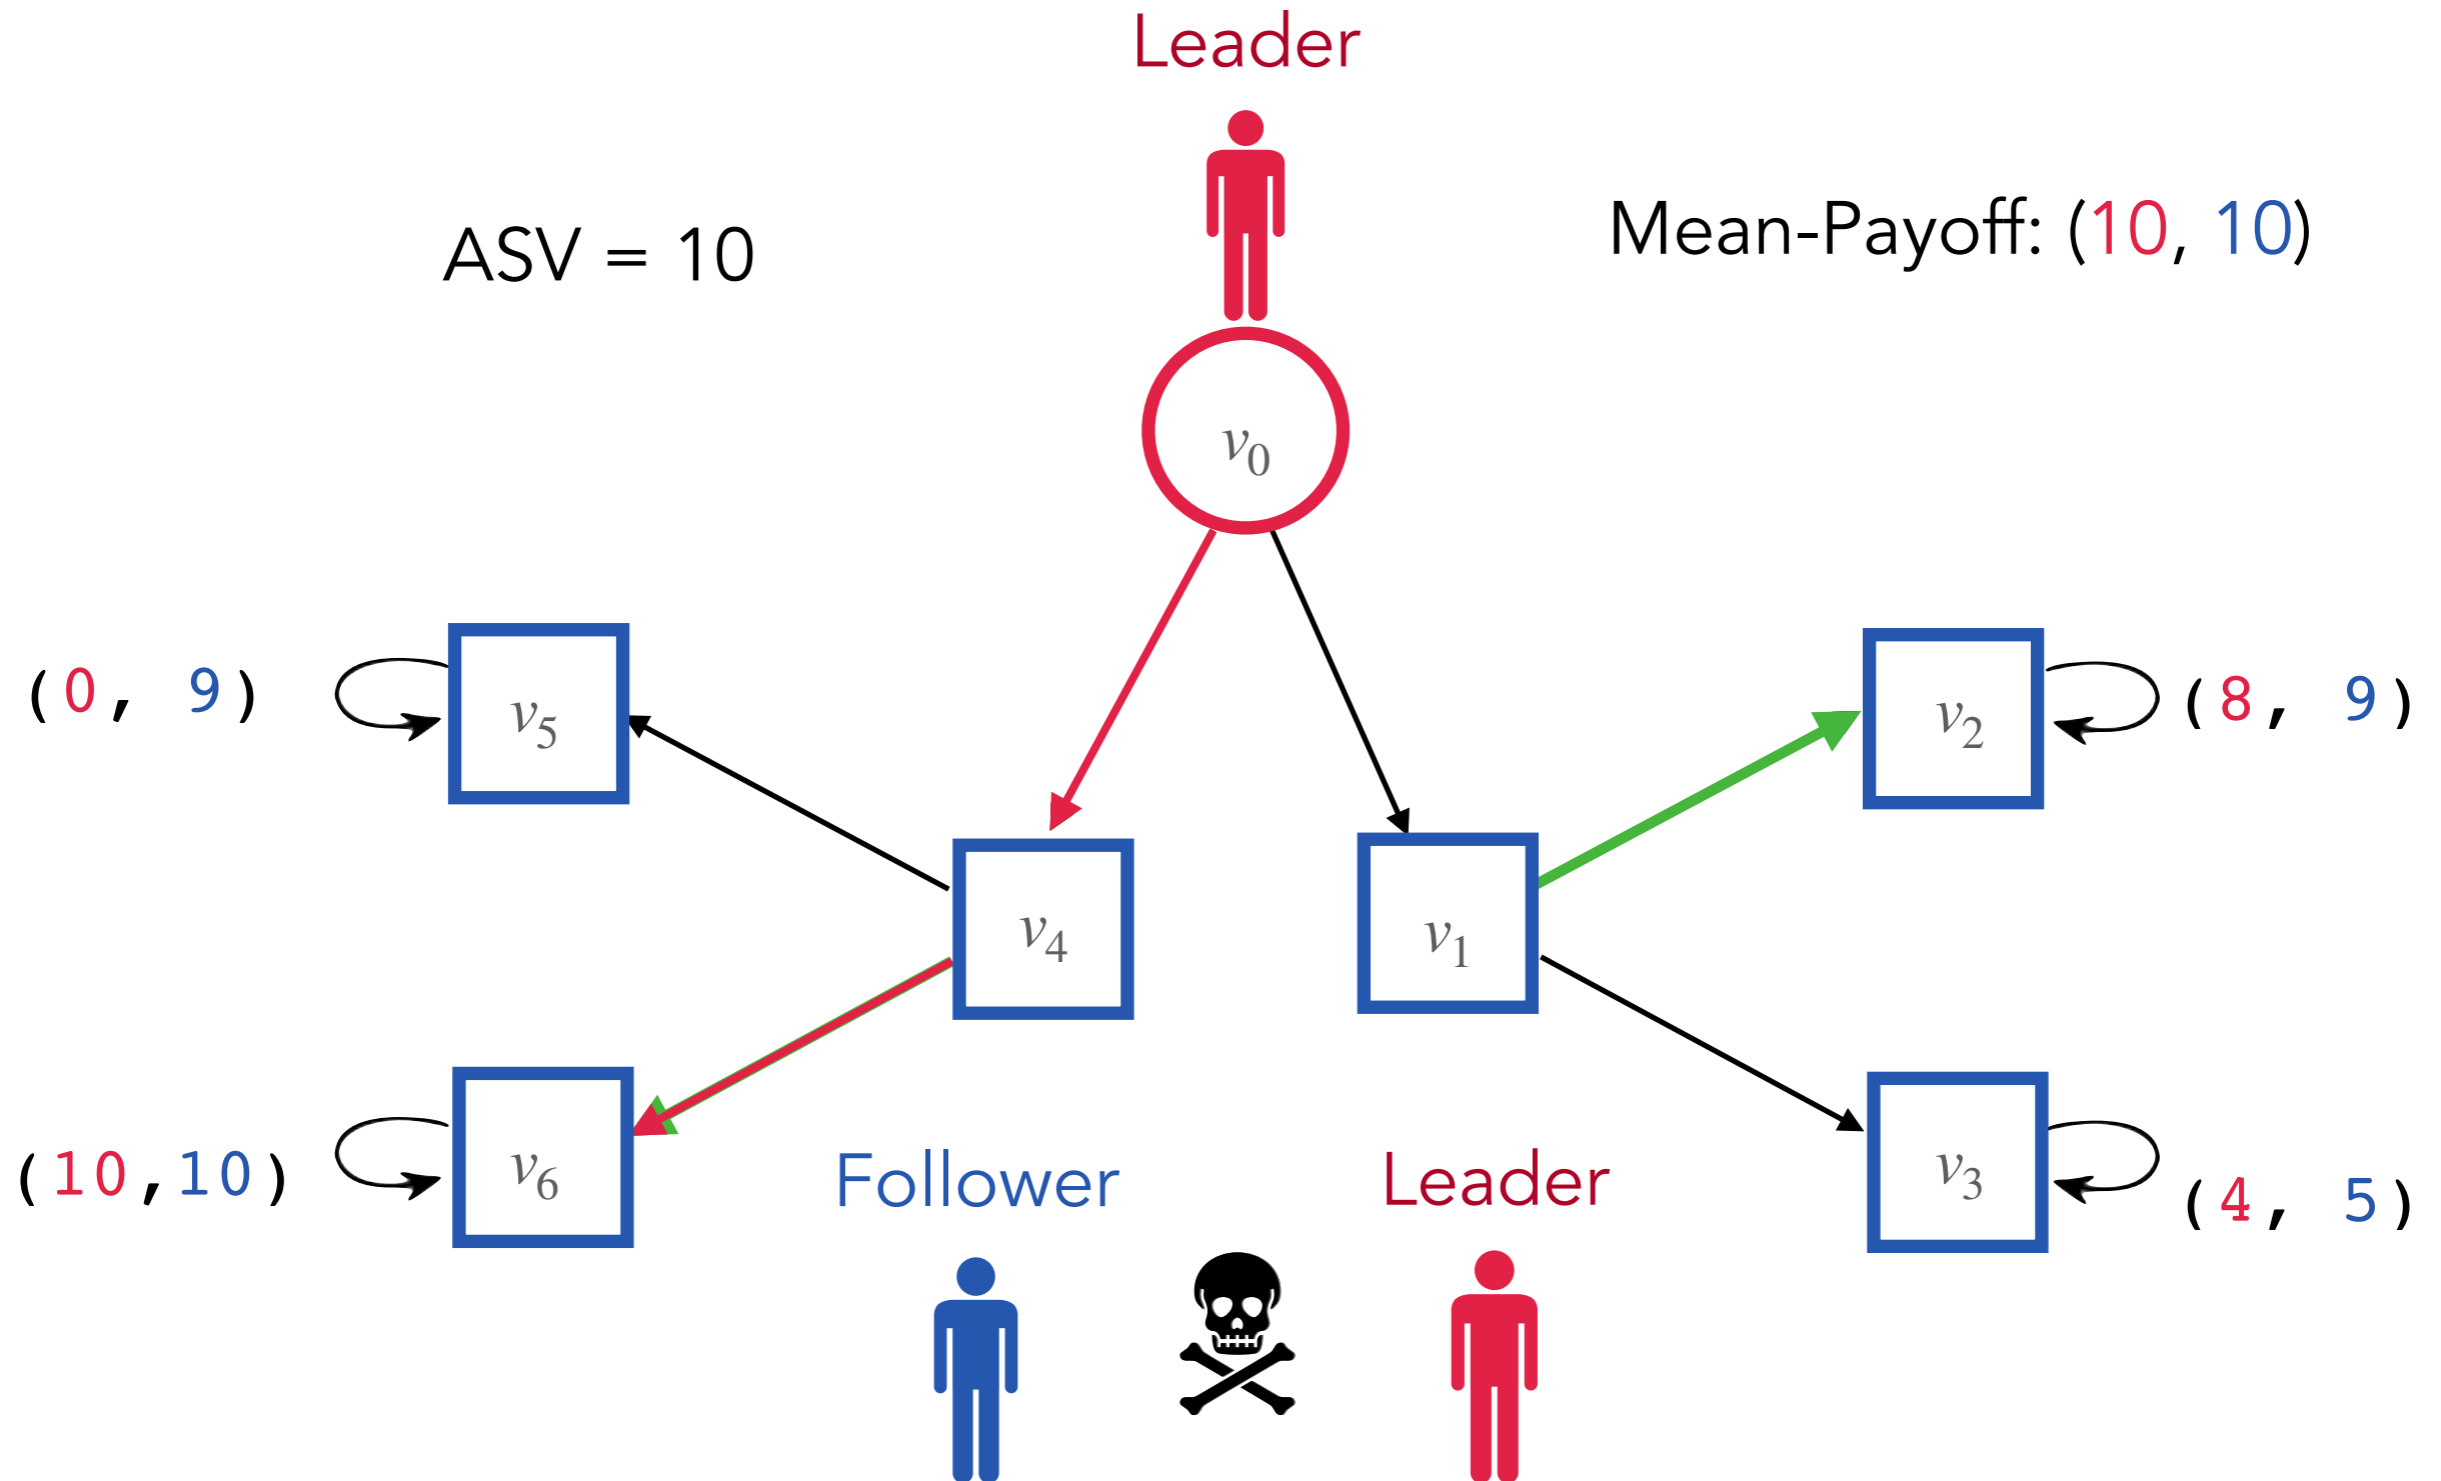 Leader
ASV = 10
Mean-Payoff: (10, 10)
v0
(0, 9)
v5
v2
(8, 9)
v4
v1
(10,10)
v6
Follower
Leader
v3
(4, 5)